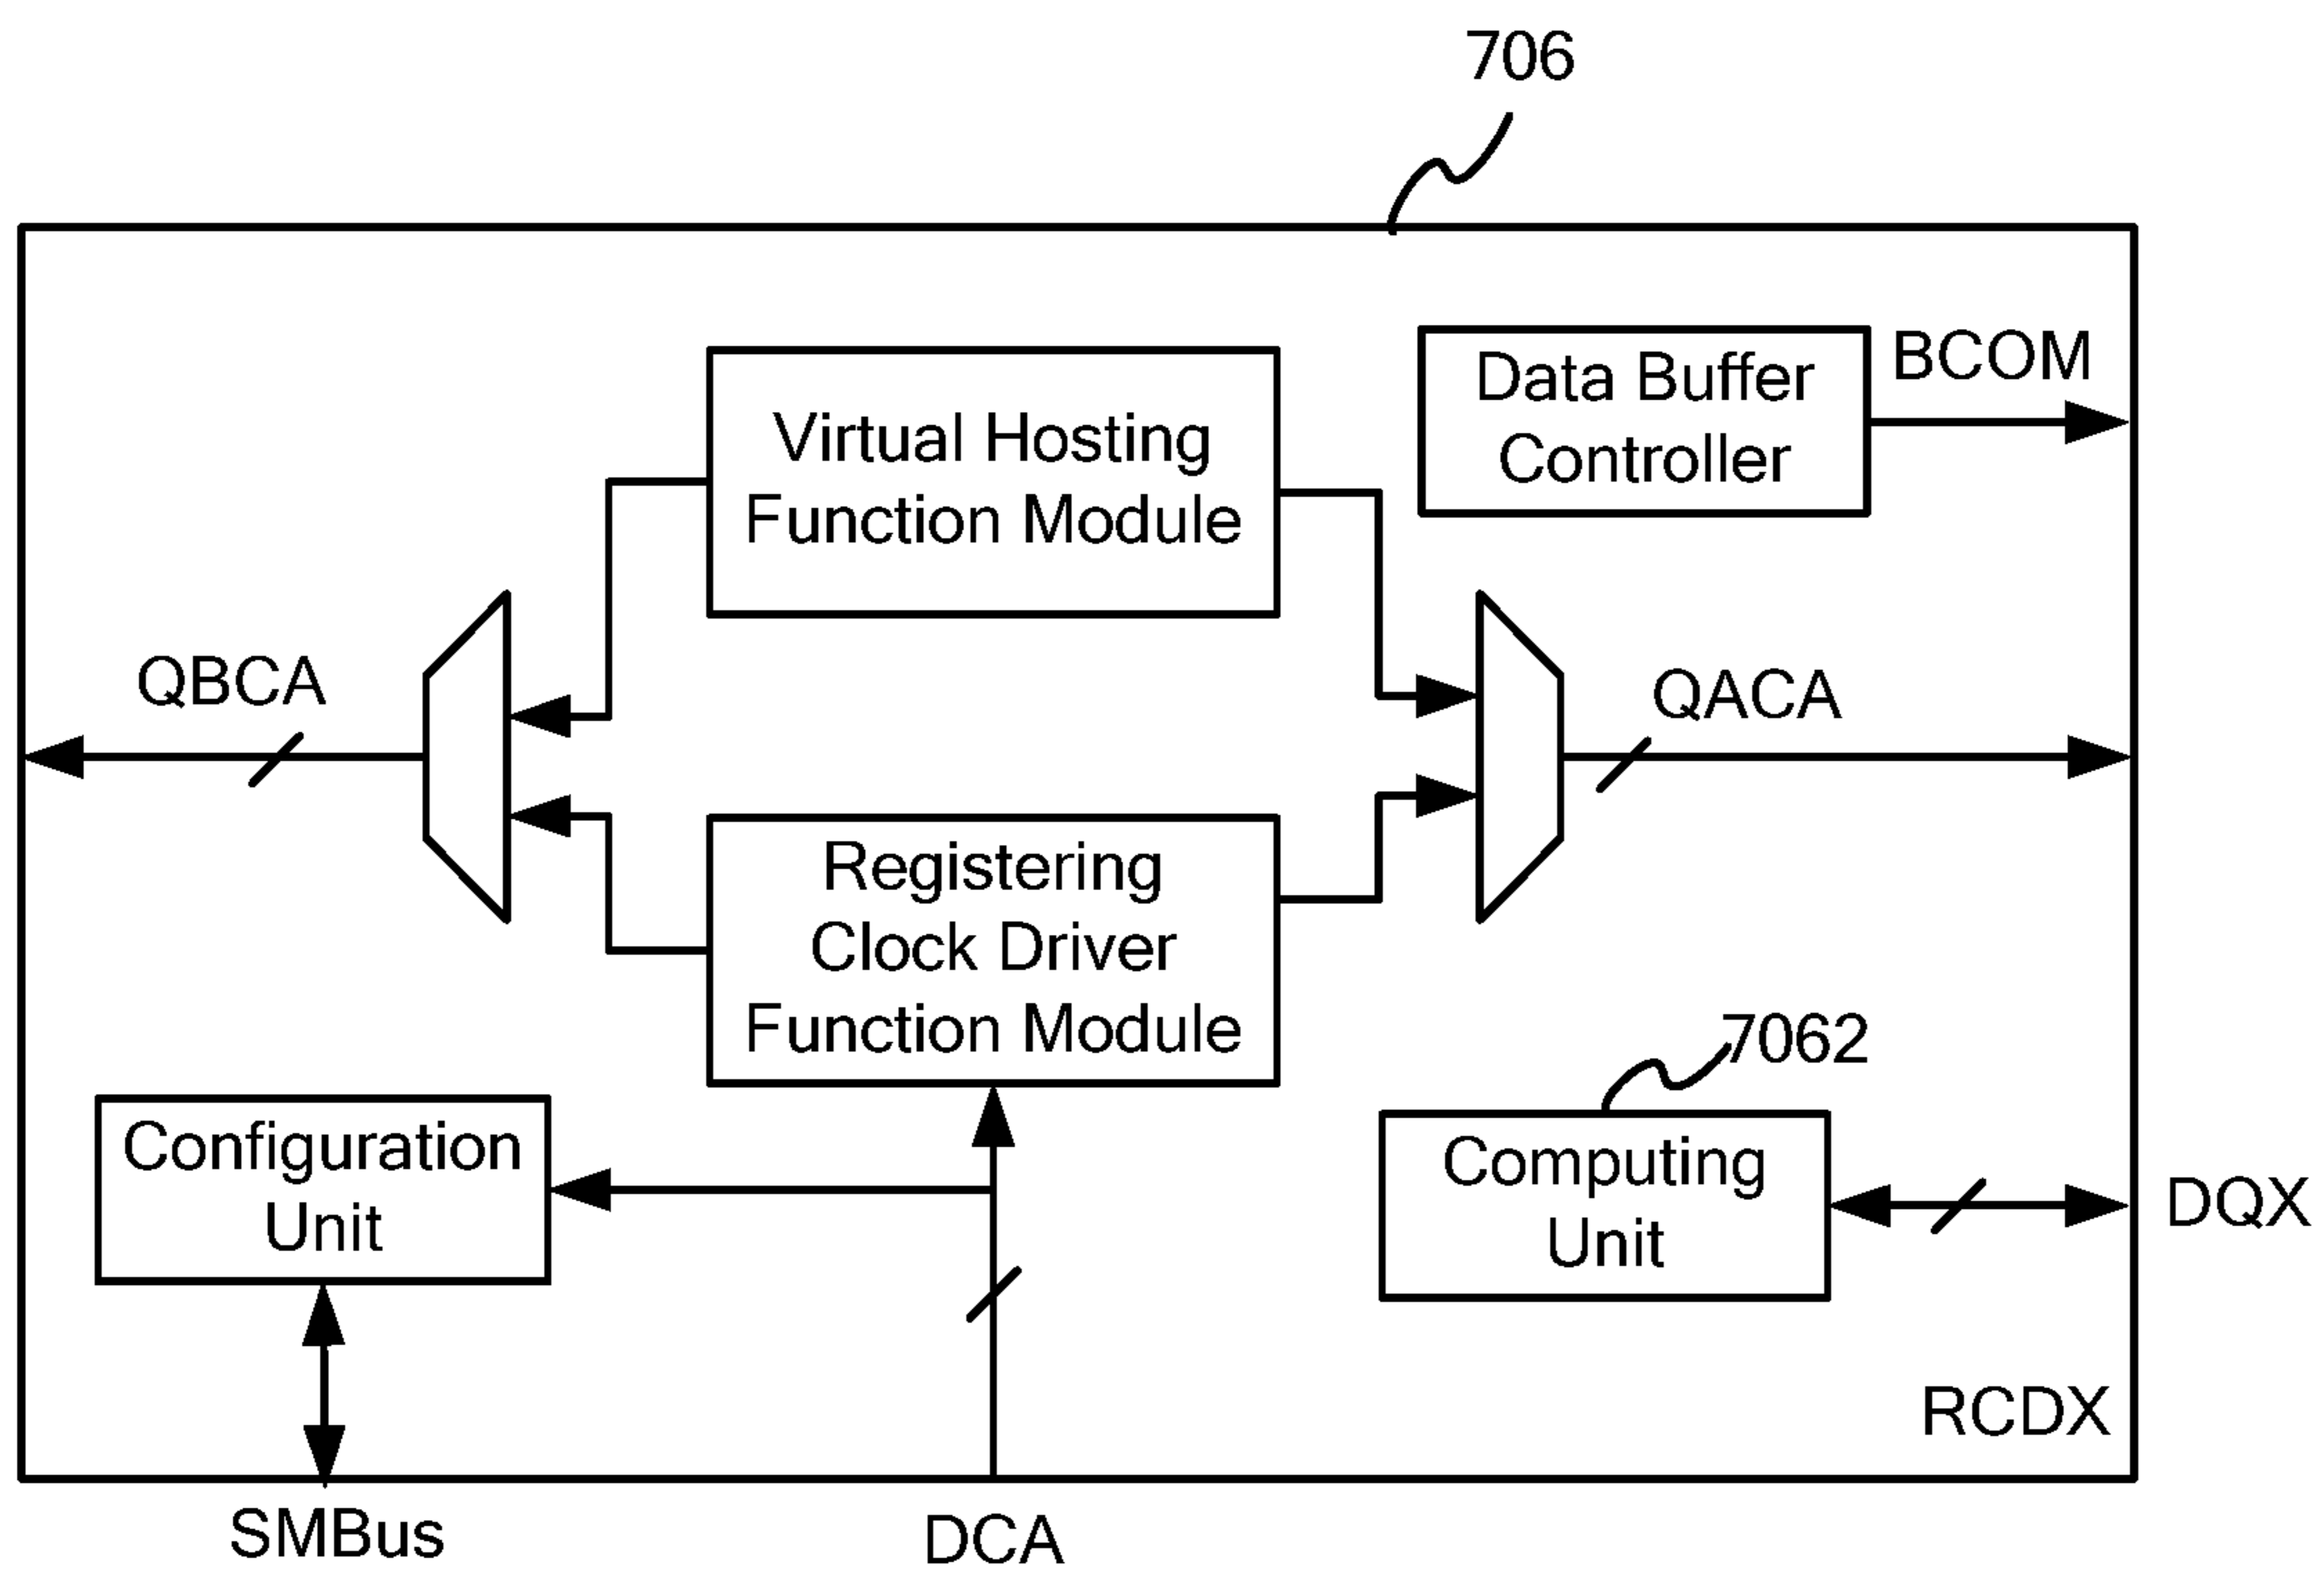 706
Virtual Hosting
Function Module
Data Buffer
Controller
BCOM
QBCA
QACA
Registering
Clock Driver
Function Module
7062
Configuration
Unit
Computing
Unit
DQX
RCDX
SMBus
DCA